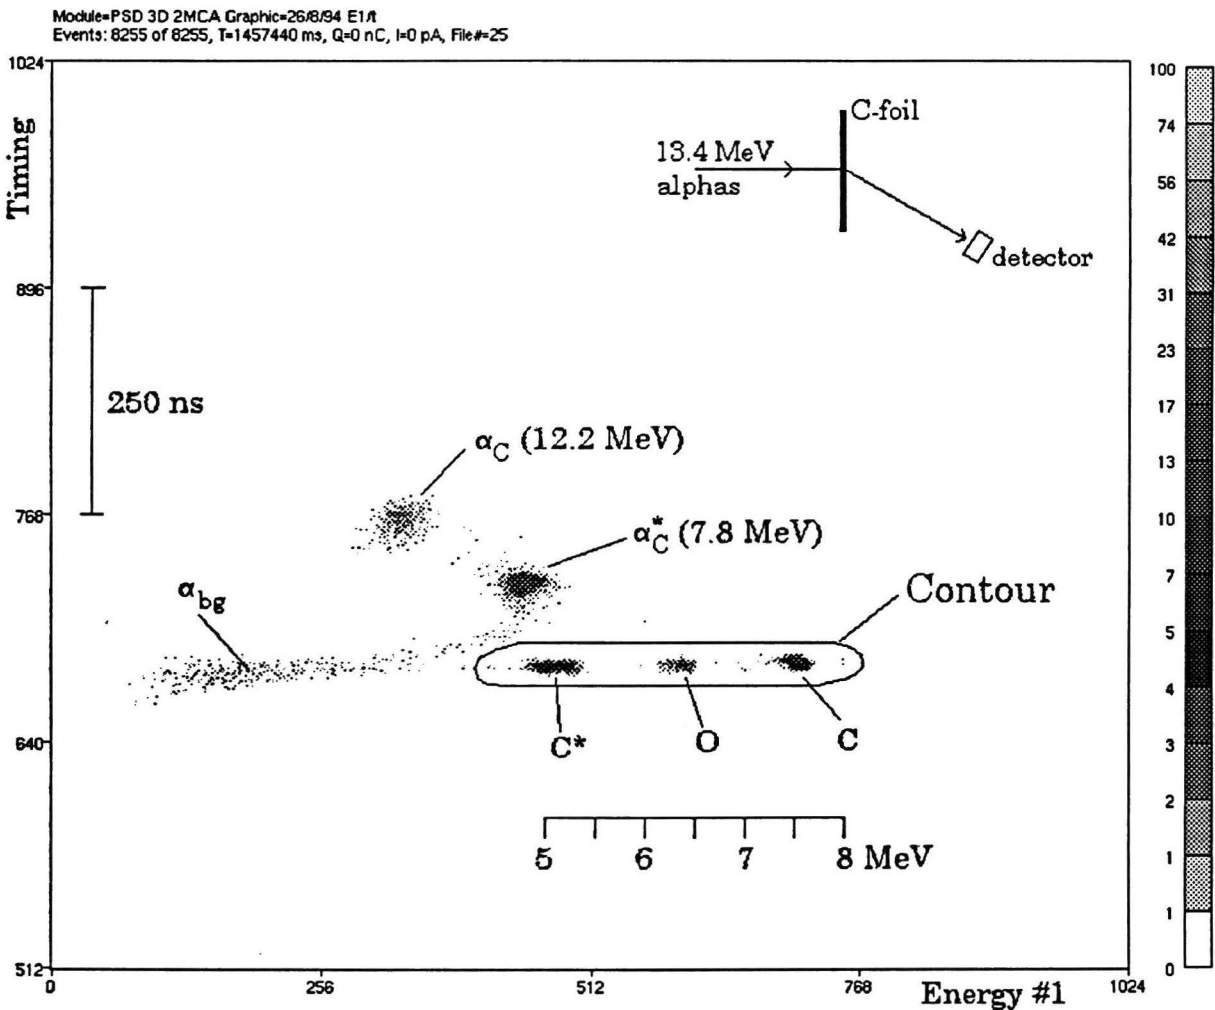 Module=PSD 3D 2MCA Graphic=26/8/94 E1/t
Events: 8255 of 8255, T=1457440 ms, Q=0 nC, I=0 pA, File#=25
1024
Timing
896
768
640
512
0
256
512
768
1024
Energy #1
C-foil
13.4 MeV
alphas
detector
250 ns
α_C (12.2 MeV)
α*_C (7.8 MeV)
α_bg
Contour
C*
O
C
5
6
7
8 MeV
100
74
56
42
31
23
17
13
10
7
5
4
3
2
1
1
0